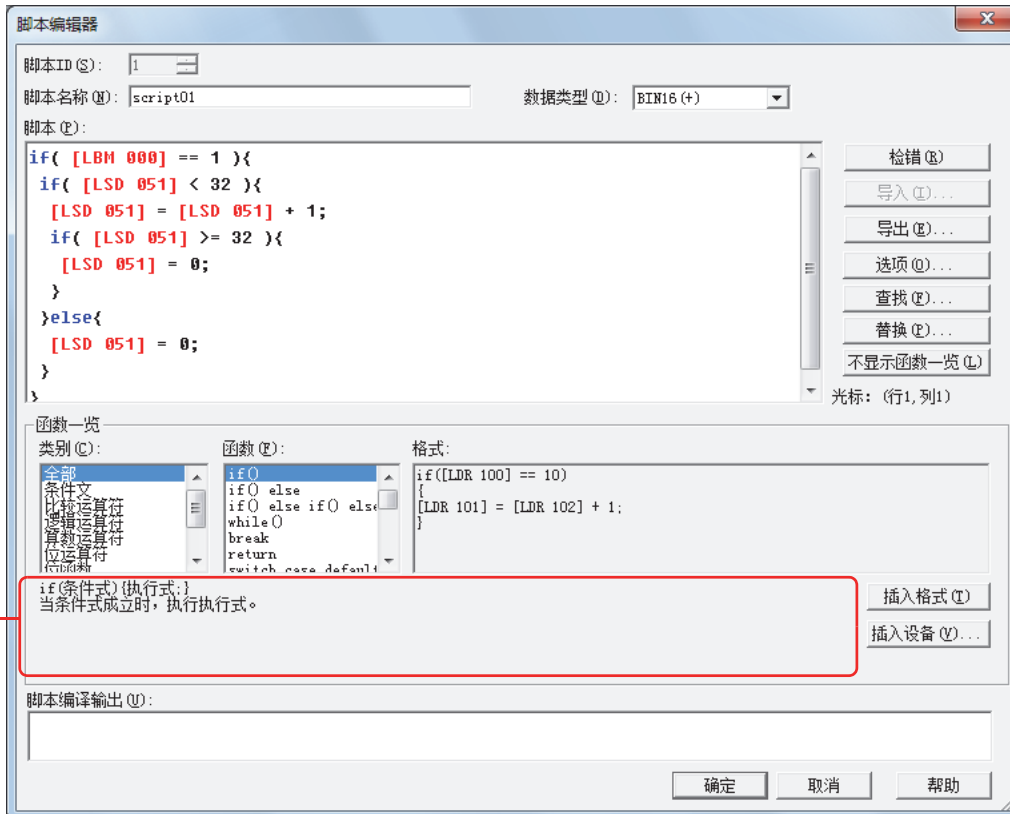 脚本编辑器
脚本ID(S): 1
脚本名称(N): script01 数据类型(D): BIN16(+)
脚本(P):
if( [LBM 000] == 1 ){
if( [LSD 051] < 32 ){
[LSD 051] = [LSD 051] + 1;
if( [LSD 051] >= 32 ){
[LSD 051] = 0;
}
}else{
[LSD 051] = 0;
}
}
检错(R)
导入(I)...
导出(E)...
选项(O)...
查找(F)...
替换(P)...
不显示函数一览(L)
光标: (行1,列1)
函数一览
类别(C): 函数(F): 格式:
全部
条件文
比较运算符
逻辑运算符
算数运算符
位运算符
位函数
if()
if() else
if() else if() else
while()
break
return
switch case default
if([LDR 100] == 10)
{
[LDR 101] = [LDR 102] + 1;
}
if(条件式){执行式;}
当条件式成立时，执行执行式。
插入格式(T)
插入设备(V)...
脚本编译输出(U):
确定 取消 帮助